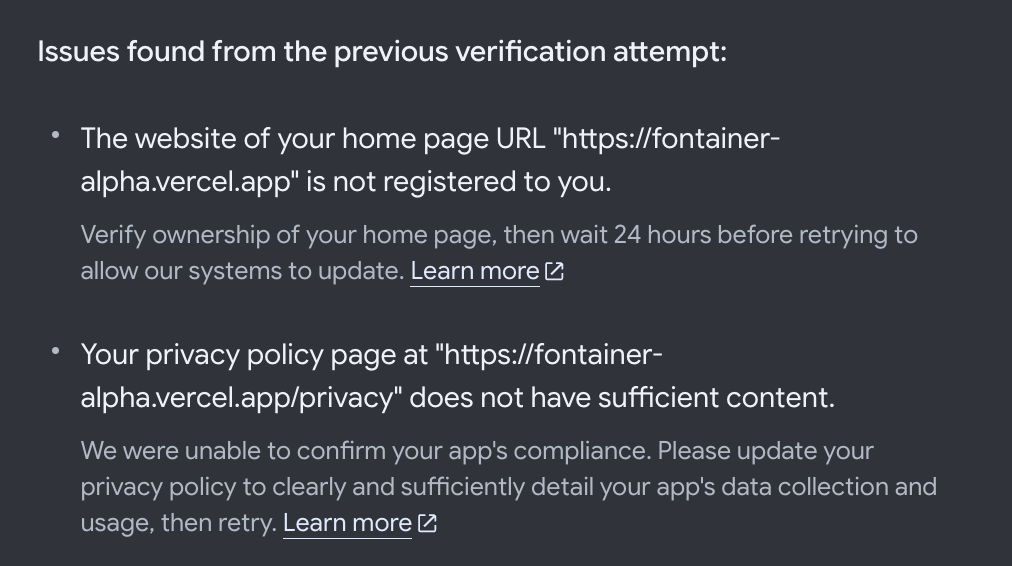 Issues found from the previous verification attempt:
• The website of your home page URL "https://fontainer-
alpha.vercel.app" is not registered to you.
Verify ownership of your home page, then wait 24 hours before retrying to
allow our systems to update. Learn more
• Your privacy policy page at "https://fontainer-
alpha.vercel.app/privacy" does not have sufficient content.
We were unable to confirm your app's compliance. Please update your
privacy policy to clearly and sufficiently detail your app's data collection and
usage, then retry. Learn more